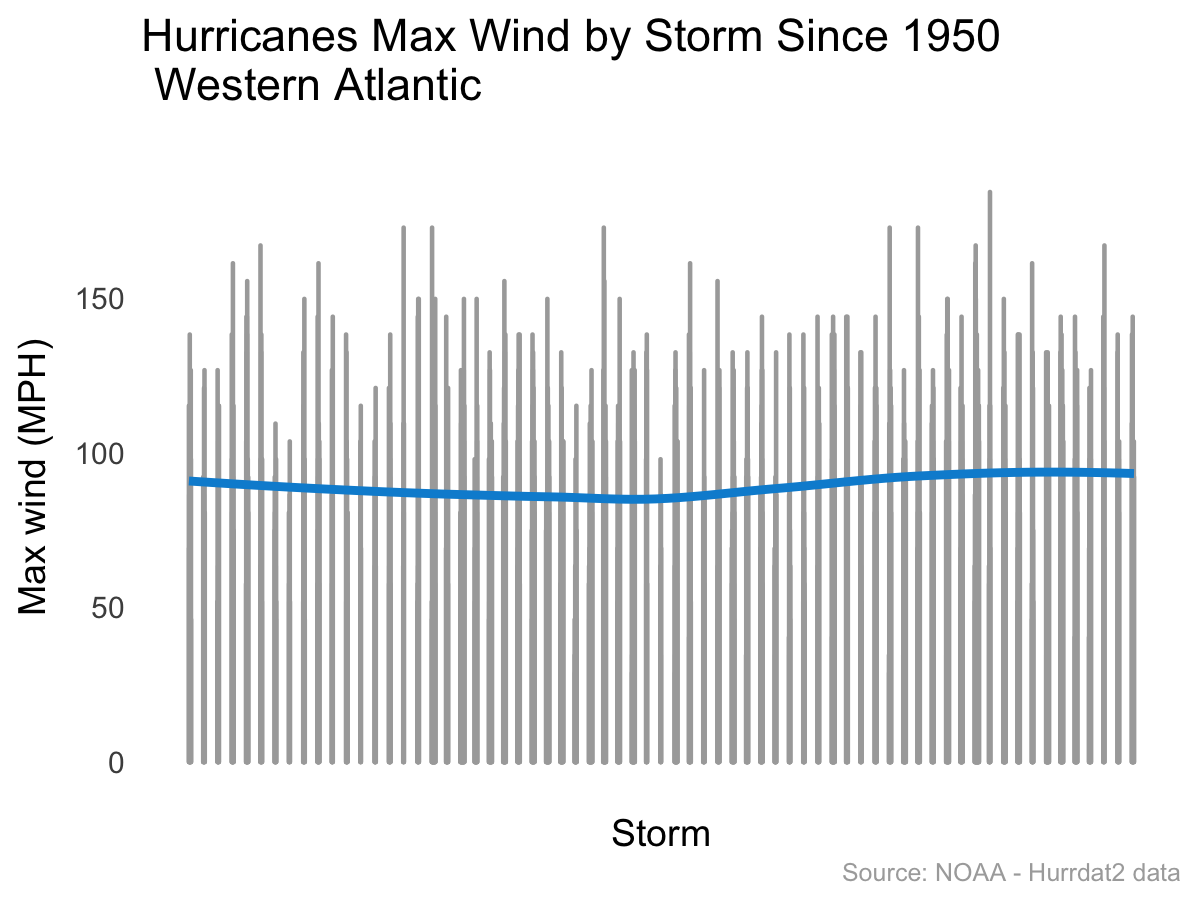 Hurricanes Max Wind by Storm Since 1950
Western Atlantic
150
100
50
0
Max wind (MPH)
Storm
Source: NOAA - Hurrdat2 data